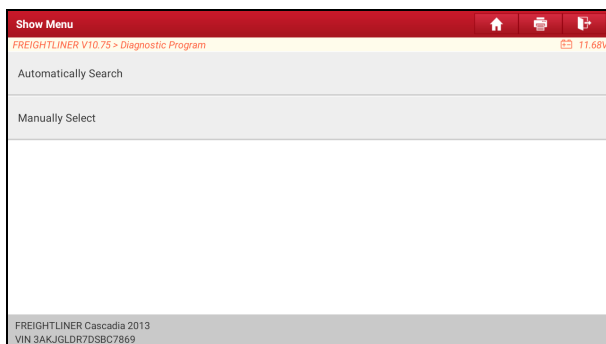 Show Menu
FREIGHTLINER V10.75 > Diagnostic Program 11.68V
Automatically Search
Manually Select
FREIGHTLINER Cascadia 2013
VIN 3AKJGLDR7DSBC7869